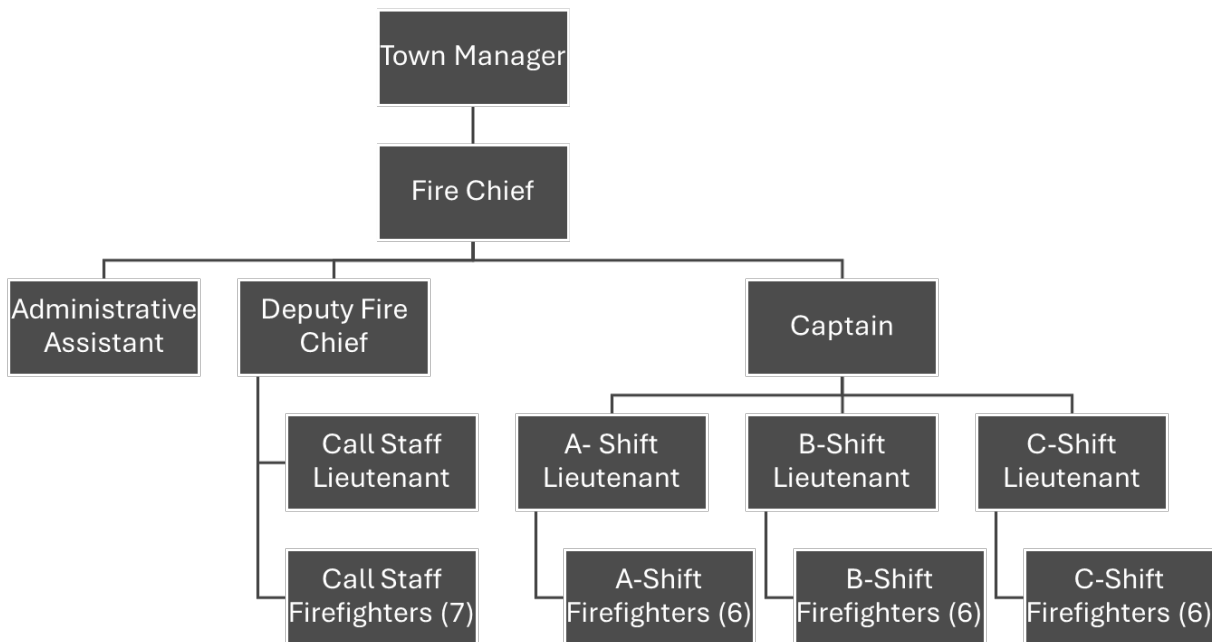 Town Manager
Fire Chief
Administrative
Assistant
Deputy Fire
Chief
Captain
Call Staff
Lieutenant
A- Shift
Lieutenant
B-Shift
Lieutenant
C-Shift
Lieutenant
Call Staff
Firefighters (7)
A-Shift
Firefighters (6)
B-Shift
Firefighters (6)
C-Shift
Firefighters (6)